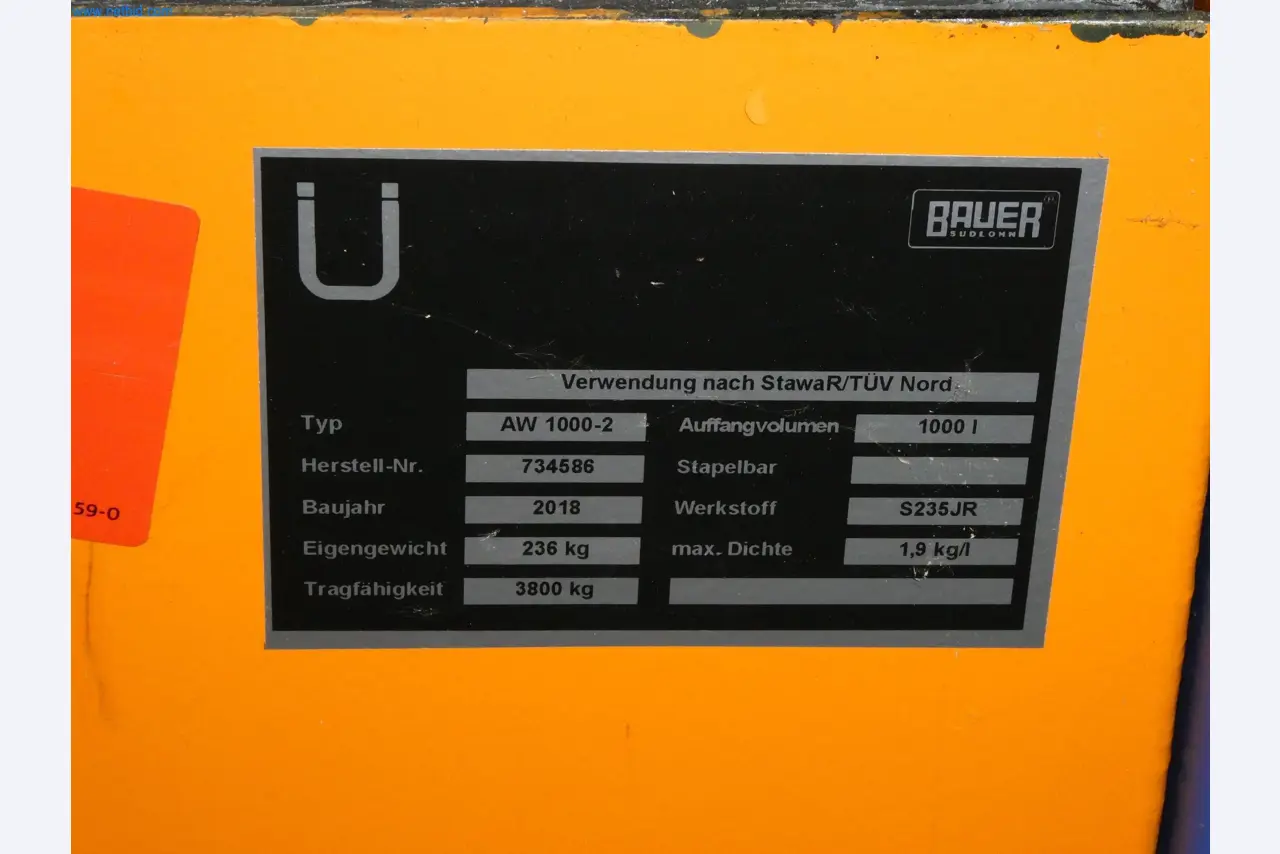 Ü
BAUER
SÜDLOHN
Verwendung nach StawaR/TÜV Nord
Typ AW 1000-2 Auffangvolumen 1000 l
Herstell-Nr. 734586 Stapelbar
Baujahr 2018 Werkstoff S235JR
Eigengewicht 236 kg max. Dichte 1,9 kg/l
Tragfähigkeit 3800 kg
59-0